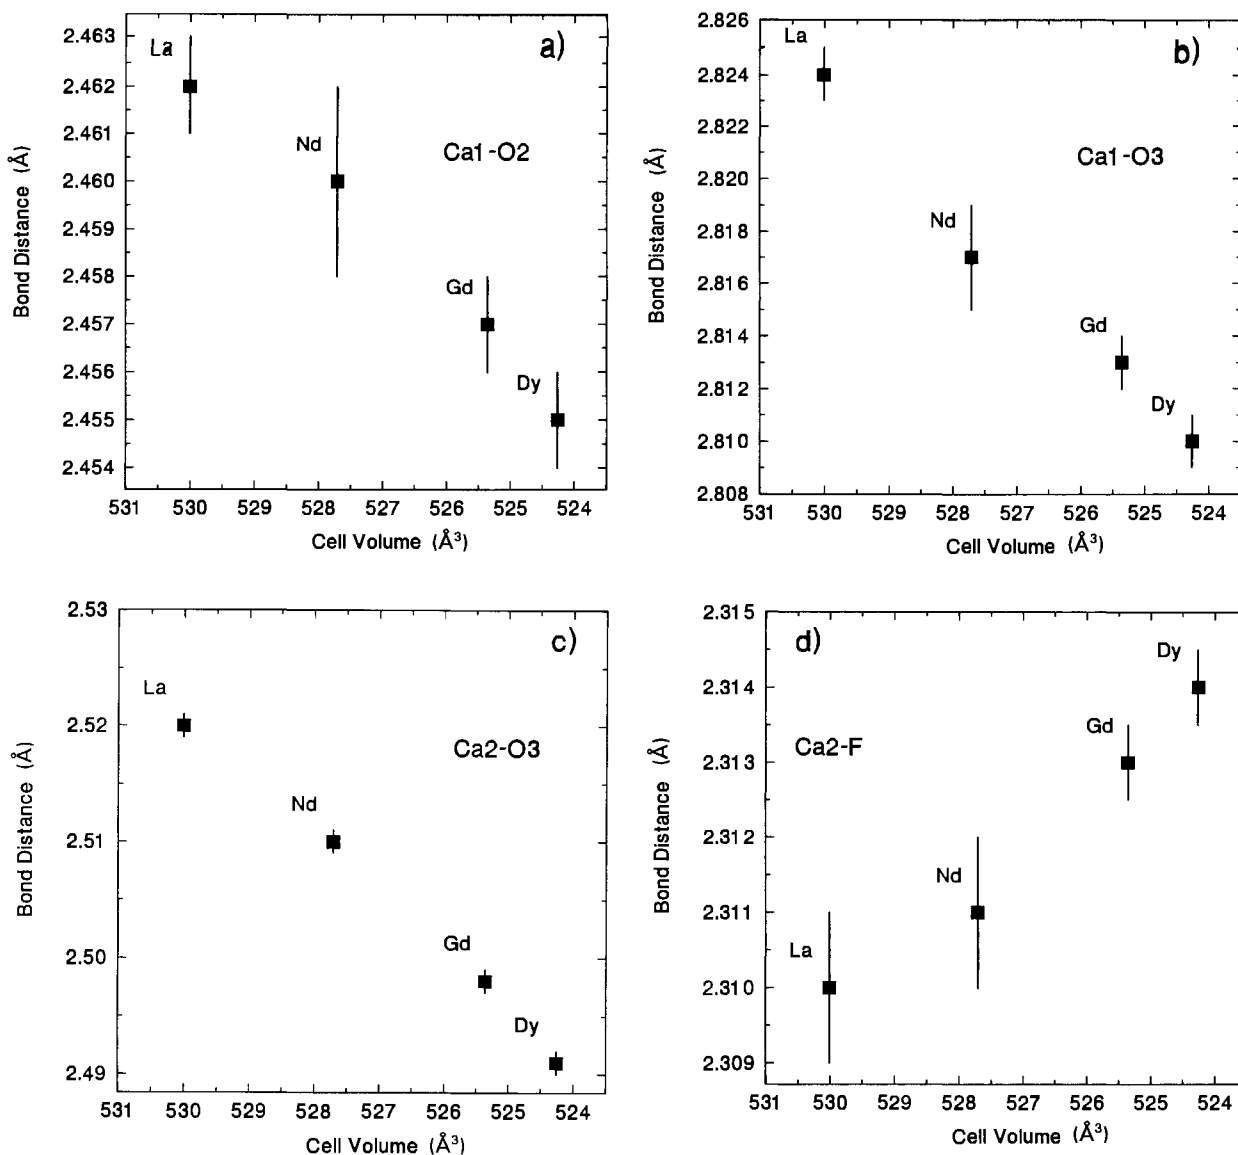 a)
2.463
2.462
2.461
2.460
2.459
2.458
2.457
2.456
2.455
2.454
Bond Distance (Å)
La
Nd
Gd
Dy
Ca1-O2
531 530 529 528 527 526 525 524
Cell Volume (Å³)
b)
2.826
2.824
2.822
2.820
2.818
2.816
2.814
2.812
2.810
2.808
Bond Distance (Å)
La
Nd
Gd
Dy
Ca1-O3
531 530 529 528 527 526 525 524
Cell Volume (Å³)
c)
2.53
2.52
2.51
2.50
2.49
Bond Distance (Å)
La
Nd
Gd
Dy
Ca2-O3
531 530 529 528 527 526 525 524
Cell Volume (Å³)
d)
2.315
2.314
2.313
2.312
2.311
2.310
2.309
Bond Distance (Å)
Dy
Gd
Nd
La
Ca2-F
531 530 529 528 527 526 525 524
Cell Volume (Å³)